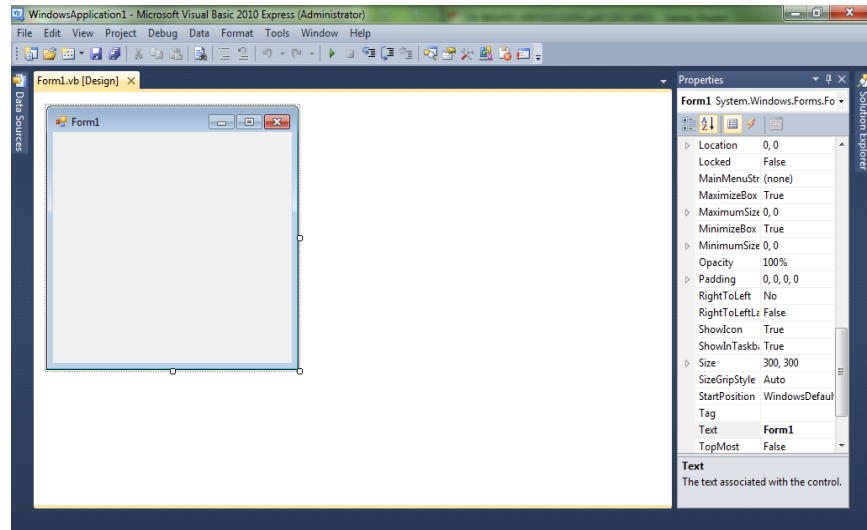 WindowsApplication1 - Microsoft Visual Basic 2010 Express (Administrator)
File Edit View Project Debug Data Format Tools Window Help
Form1.vb [Design]
Data Sources
Form1
Properties
Form1 System.Windows.Forms.Fo
Solution Explorer
Location 0, 0
Locked False
MainMenuStr (none)
MaximizeBox True
MaximumSize 0, 0
MinimizeBox True
MinimumSize 0, 0
Opacity 100%
Padding 0, 0, 0, 0
RightToLeft No
RightToLeftLa False
ShowIcon True
ShowInTaskba True
Size 300, 300
SizeGripStyle Auto
StartPosition WindowsDefault
Tag
Text Form1
TopMost False
Text
The text associated with the control.